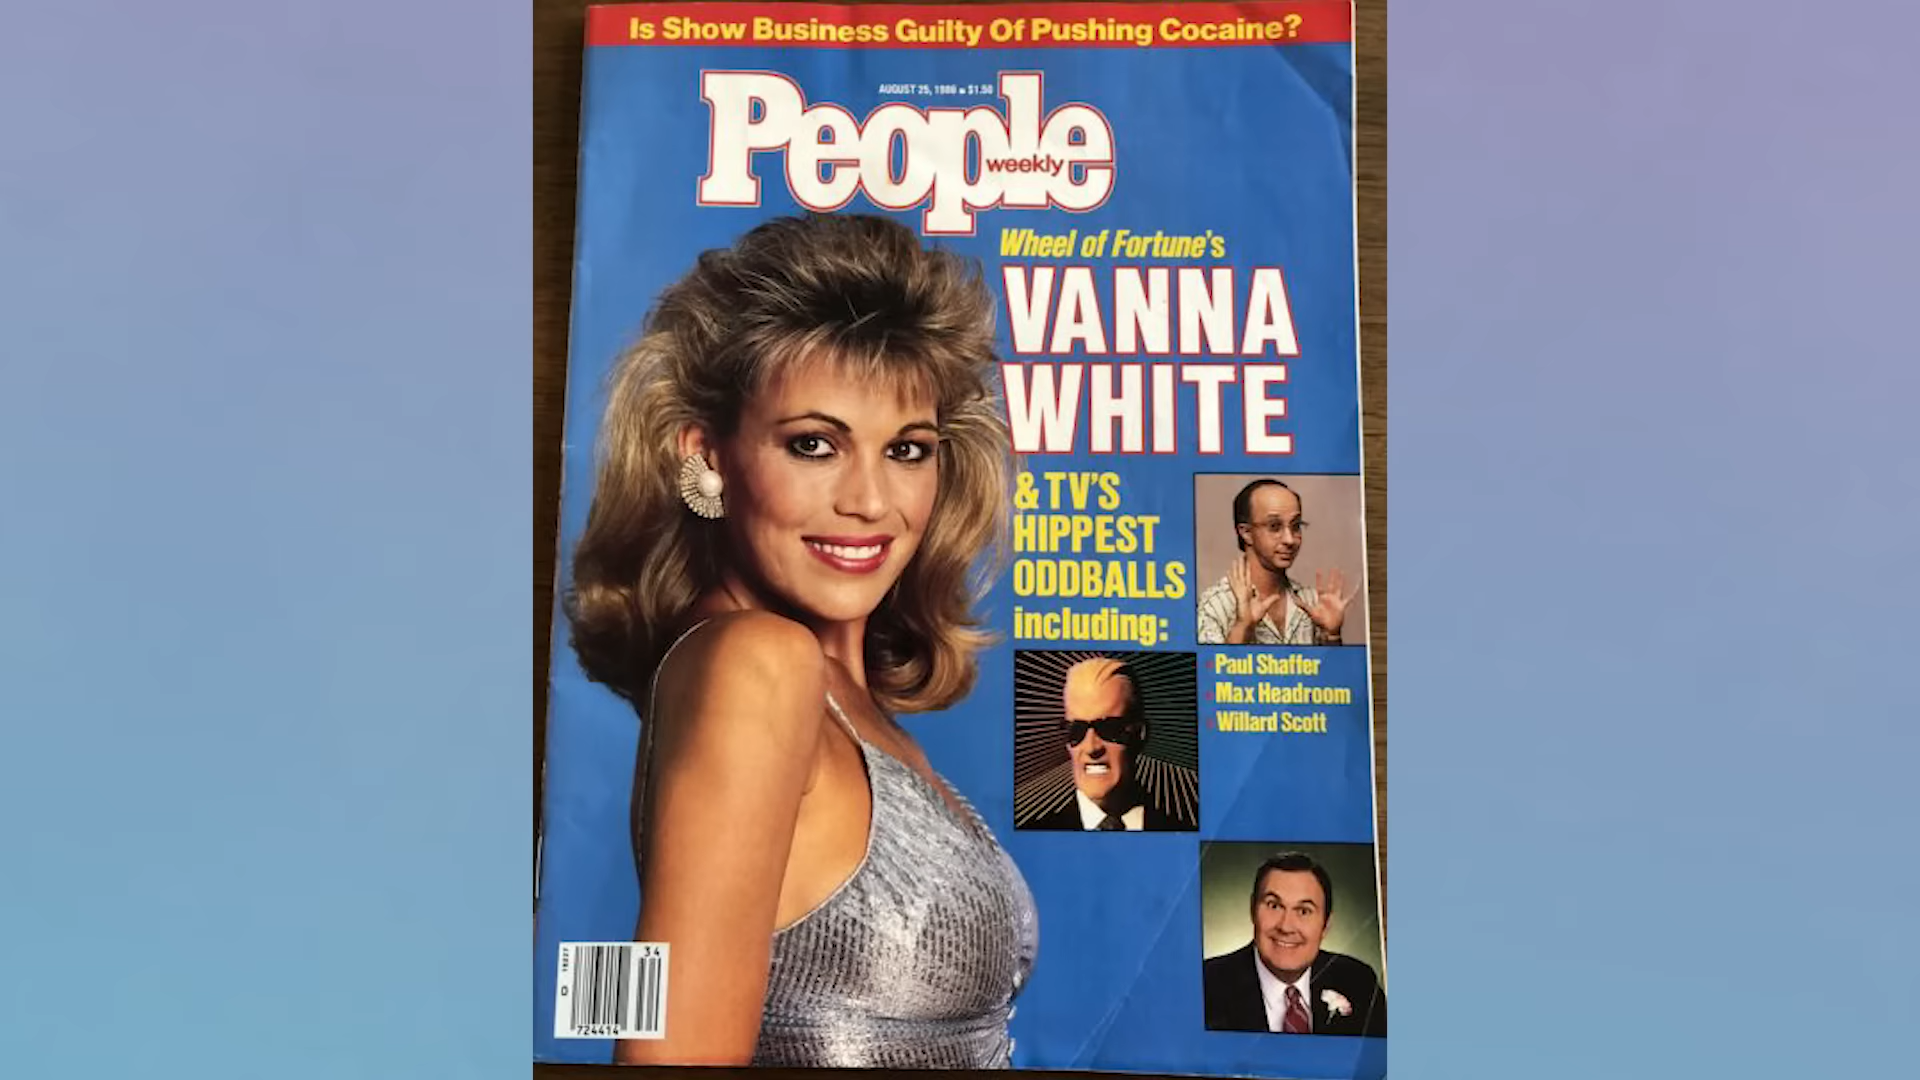 Is Show Business Guilty Of Pushing Cocaine?
AUGUST 25, 1986 ■ $1.50
People
weekly
Wheel of Fortune's
VANNA
WHITE
& TV'S
HIPPEST
ODDBALLS
including:
Paul Shaffer
Max Headroom
Willard Scott
34
724414